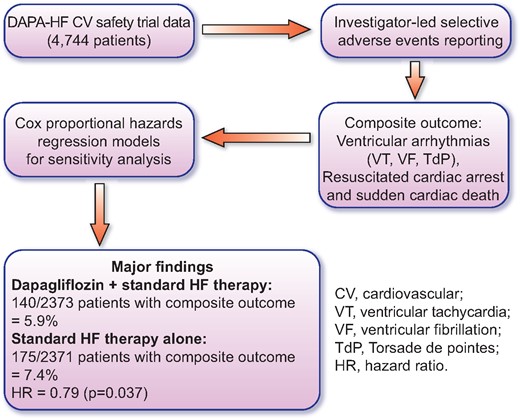 DAPA-HF CV safety trial data
(4,744 patients)
Investigator-led selective
adverse events reporting
Composite outcome:
Ventricular arrhythmias
(VT, VF, TdP),
Resuscitated cardiac arrest
and sudden cardiac death
Cox proportional hazards
regression models
for sensitivity analysis
Major findings
Dapagliflozin + standard HF therapy:
140/2373 patients with composite outcome
= 5.9%
Standard HF therapy alone:
175/2371 patients with composite outcome
= 7.4%
HR = 0.79 (p=0.037)
CV, cardiovascular;
VT, ventricular tachycardia;
VF, ventricular fibrillation;
TdP, Torsade de pointes;
HR, hazard ratio.